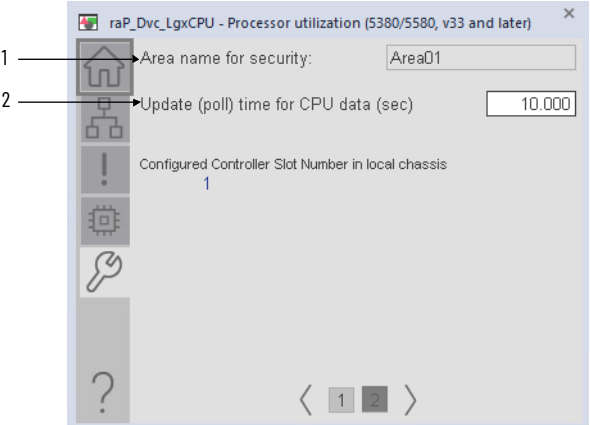 raP_Dvc_LgxCPU - Processor utilization (5380/5580, v33 and later) ×
1 Area name for security: Area01
2 Update (poll) time for CPU data (sec) 10.000
Configured Controller Slot Number in local chassis
1
! 
?
1 2